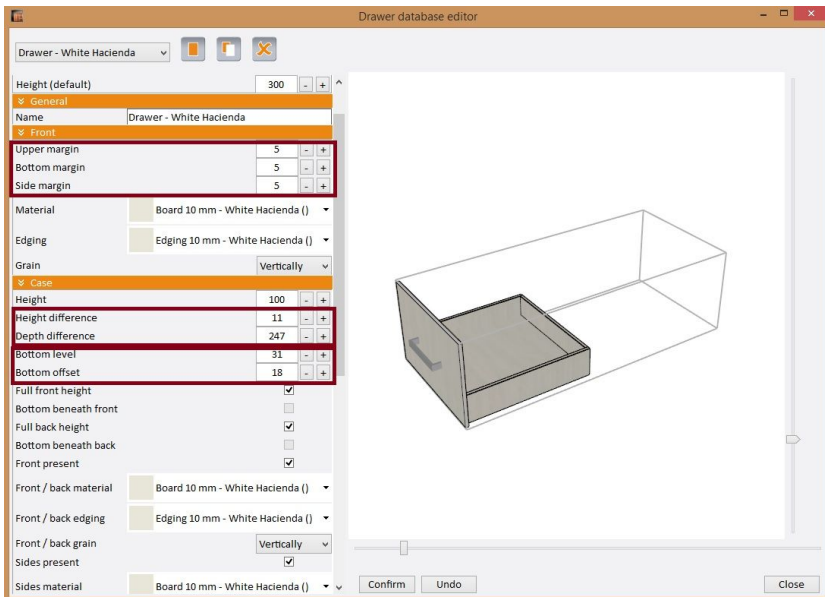 Drawer database editor
Drawer - White Hacienda
Height (default) 300 - +
General
Name Drawer - White Hacienda
Front
Upper margin 5 - +
Bottom margin 5 - +
Side margin 5 - +
Material Board 10 mm - White Hacienda ()
Edging Edging 10 mm - White Hacienda ()
Grain Vertically
Case
Height 100 - +
Height difference 11 - +
Depth difference 247 - +
Bottom level 31 - +
Bottom offset 18 - +
Full front height
Bottom beneath front
Full back height
Bottom beneath back
Front present
Front / back material Board 10 mm - White Hacienda ()
Front / back edging Edging 10 mm - White Hacienda ()
Front / back grain Vertically
Sides present
Sides material Board 10 mm - White Hacienda ()
Confirm Undo Close